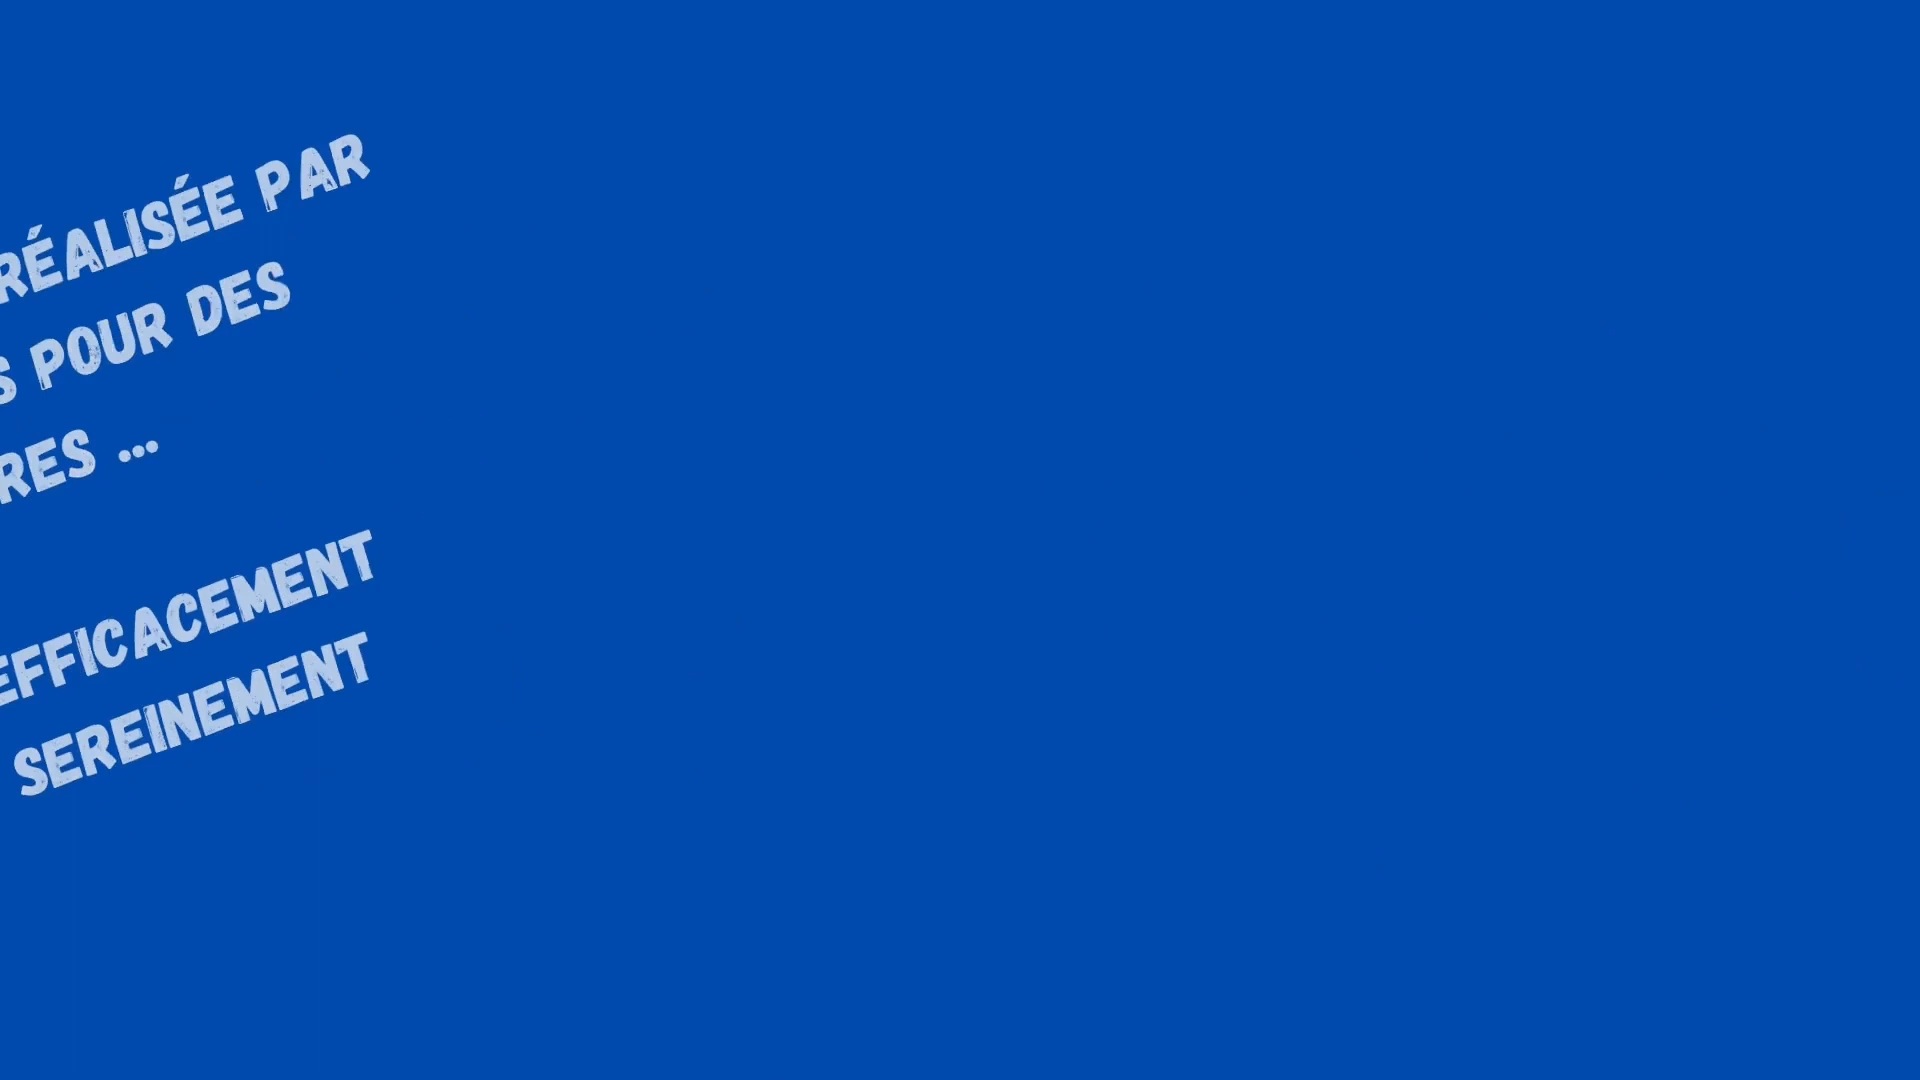 RÉALISÉE PAR
S POUR DES
RES ...
EFFICACEMENT
SEREINEMENT